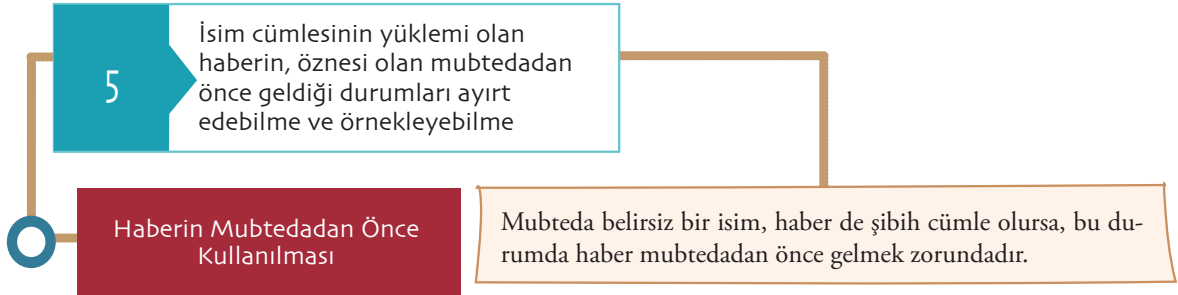 5
İsim cümlesinin yüklemi olan
haberin, öznesi olan mubtedadan
önce geldiği durumları ayırt
edebilme ve örnekleyebilme
Haberin Mubtedadan Önce
Kullanılması
Mubteda belirsiz bir isim, haber de şibih cümle olursa, bu du-
rumda haber mubtedadan önce gelmek zorundadır.